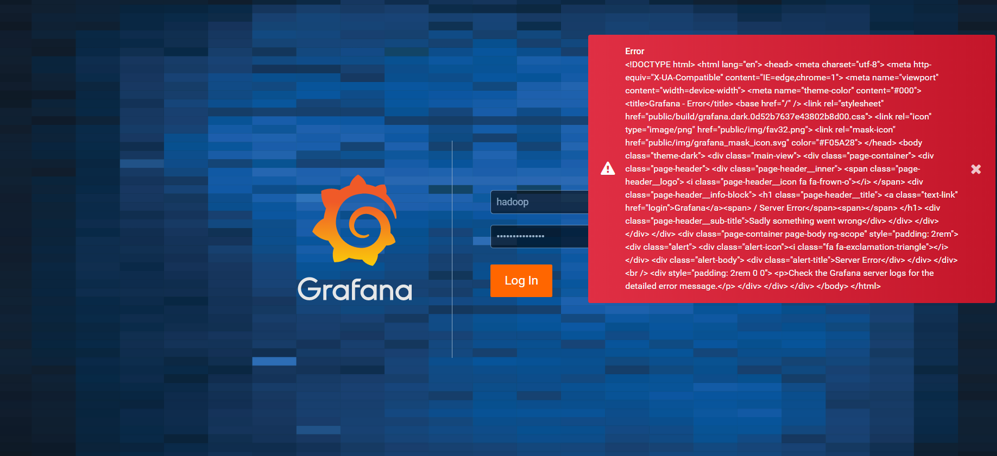 Error
<!DOCTYPE html> <html lang="en"> <head> <meta charset="utf-8"> <meta http-
equiv="X-UA-Compatible" content="IE=edge,chrome=1"> <meta name="viewport"
content="width=device-width"> <meta name="theme-color" content="#000">
<title>Grafana - Error</title> <base href="/" /> <link rel="stylesheet"
href="public/build/grafana.dark.0d52b7637e43802b8d00.css"> <link rel="icon"
type="image/png" href="public/img/fav32.png"> <link rel="mask-icon"
href="public/img/grafana_mask_icon.svg" color="#F05A28"> </head> <body
class="theme-dark"> <div class="main-view"> <div class="page-container"> <div
class="page-header"> <div class="page-header__inner"> <span class="page-
header__logo"> <i class="page-header__icon fa fa-frown-o"></i> </span> <div
class="page-header__info-block"> <h1 class="page-header__title"> <a class="text-link"
href="login">Grafana</a><span> / Server Error</span><span></span> </h1> <div
class="page-header__sub-title">Sadly something went wrong</div> </div> </div>
</div> </div> <div class="page-container page-body ng-scope" style="padding: 2rem">
<div class="alert"> <div class="alert-icon"><i class="fa fa-exclamation-triangle"></i>
</div> <div class="alert-body"> <div class="alert-title">Server Error</div> </div> </div>
<br /> <div style="padding: 2rem 0 0"> <p>Check the Grafana server logs for the
detailed error message.</p> </div> </div> </div> </body> </html>
hadoop
•••••••••••••••
Log In
Grafana